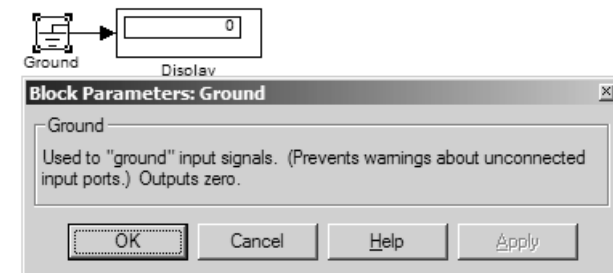 0
Ground
Display
Block Parameters: Ground
Ground
Used to "ground" input signals. (Prevents warnings about unconnected
input ports.) Outputs zero.
OK Cancel Help Apply